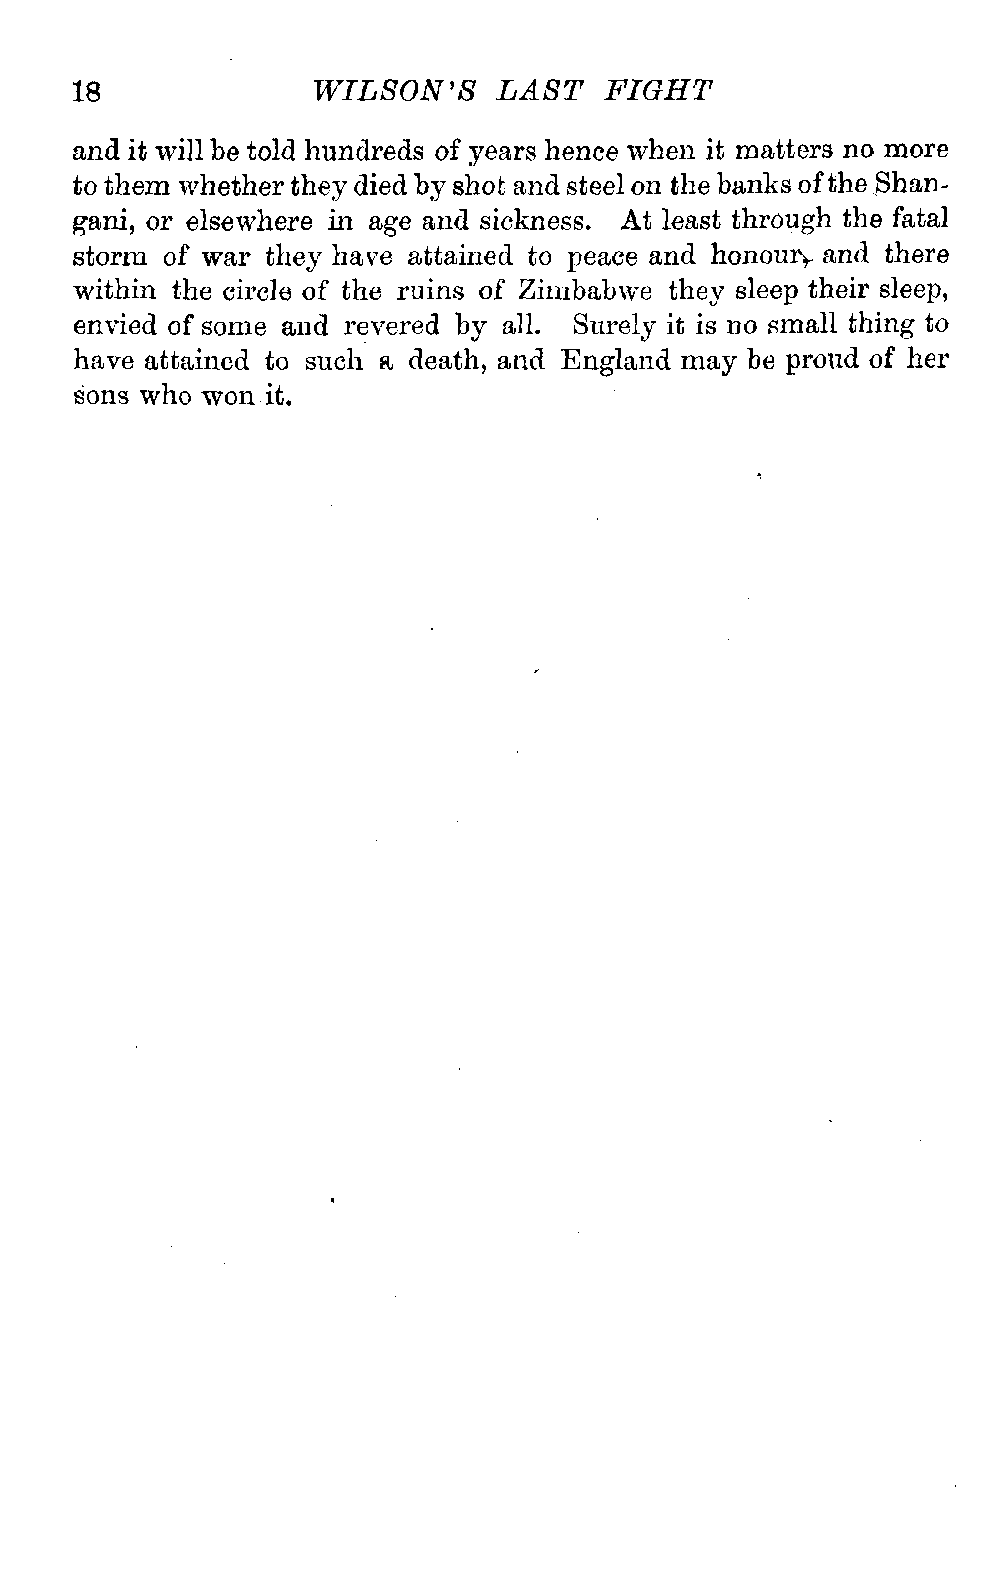 18 WILSON'S LAST FIGHT
and it will be told hundreds of years hence when it matters no more
to them whether they died by shot and steel on the banks of the Shan-
gani, or elsewhere in age and sickness. At least through the fatal
storm of war they have attained to peace and honour, and there
within the circle of the ruins of Zimbabwe they sleep their sleep,
envied of some and revered by all. Surely it is no small thing to
have attained to such a death, and England may be proud of her
sons who won it.